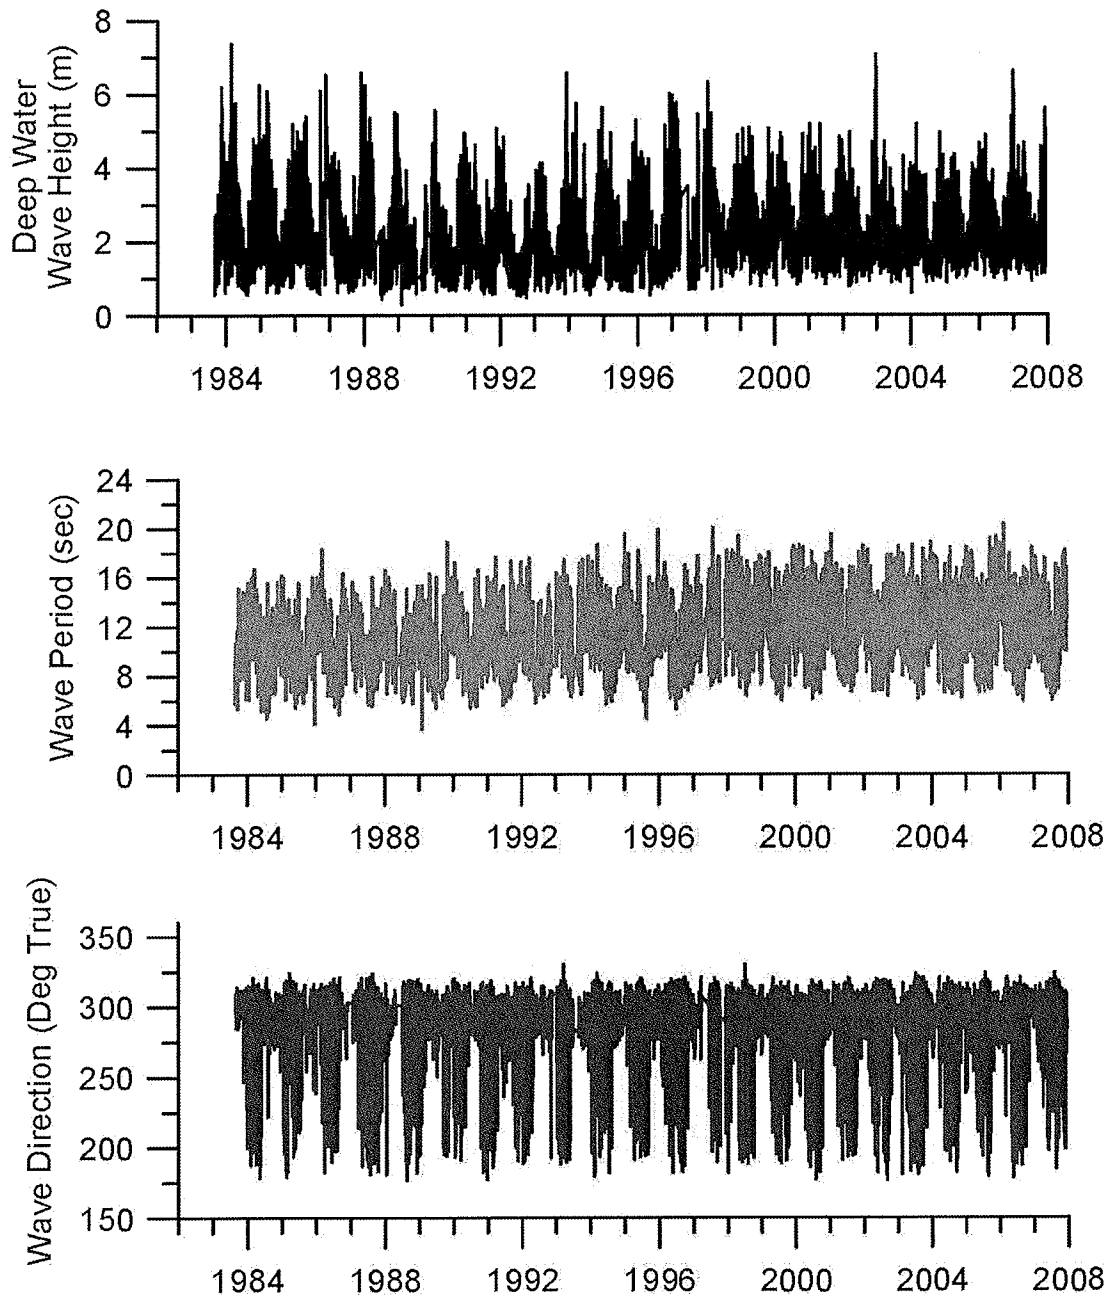 Deep Water
Wave Height (m)
8
6
4
2
0
1984 1988 1992 1996 2000 2004 2008
Wave Period (sec)
24
20
16
12
8
4
0
1984 1988 1992 1996 2000 2004 2008
Wave Direction (Deg True)
350
300
250
200
150
1984 1988 1992 1996 2000 2004 2008